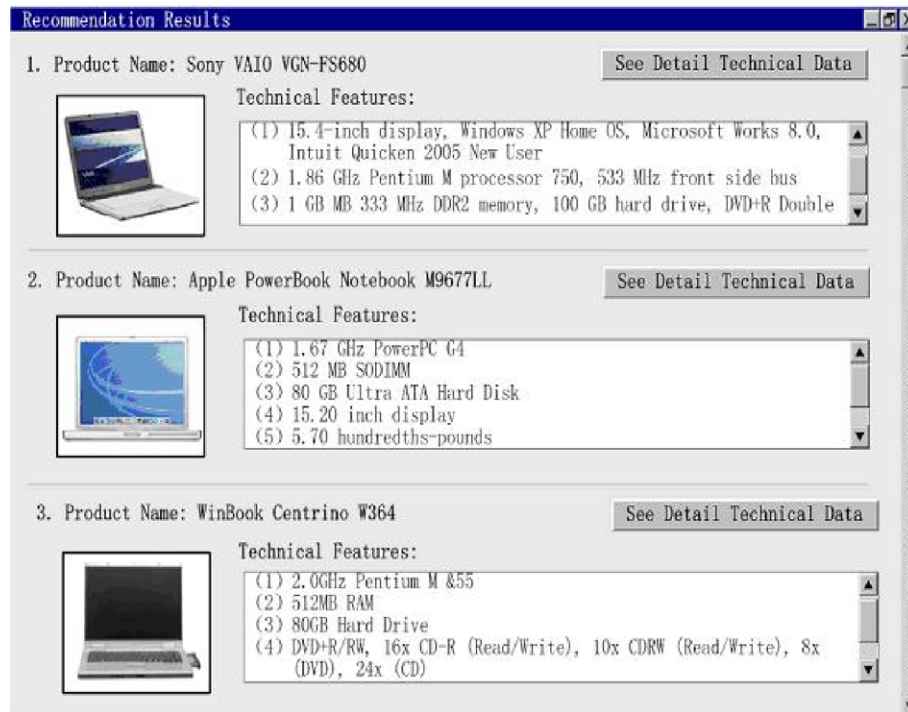 Recommendation Results
1. Product Name: Sony VAIO VGN-FS680
See Detail Technical Data
Technical Features:
(1) 15.4-inch display, Windows XP Home OS, Microsoft Works 8.0,
Intuit Quicken 2005 New User
(2) 1.86 GHz Pentium M processor 750, 533 MHz front side bus
(3) 1 GB MB 333 MHz DDR2 memory, 100 GB hard drive, DVD+R Double
2. Product Name: Apple PowerBook Notebook M9677LL
See Detail Technical Data
Technical Features:
(1) 1.67 GHz PowerPC G4
(2) 512 MB SODIMM
(3) 80 GB Ultra ATA Hard Disk
(4) 15.20 inch display
(5) 5.70 hundredths-pounds
3. Product Name: WinBook Centrino W364
See Detail Technical Data
Technical Features:
(1) 2.0GHz Pentium M &55
(2) 512MB RAM
(3) 80GB Hard Drive
(4) DVD+R/RW, 16x CD-R (Read/Write), 10x CDRW (Read/Write), 8x
(DVD), 24x (CD)